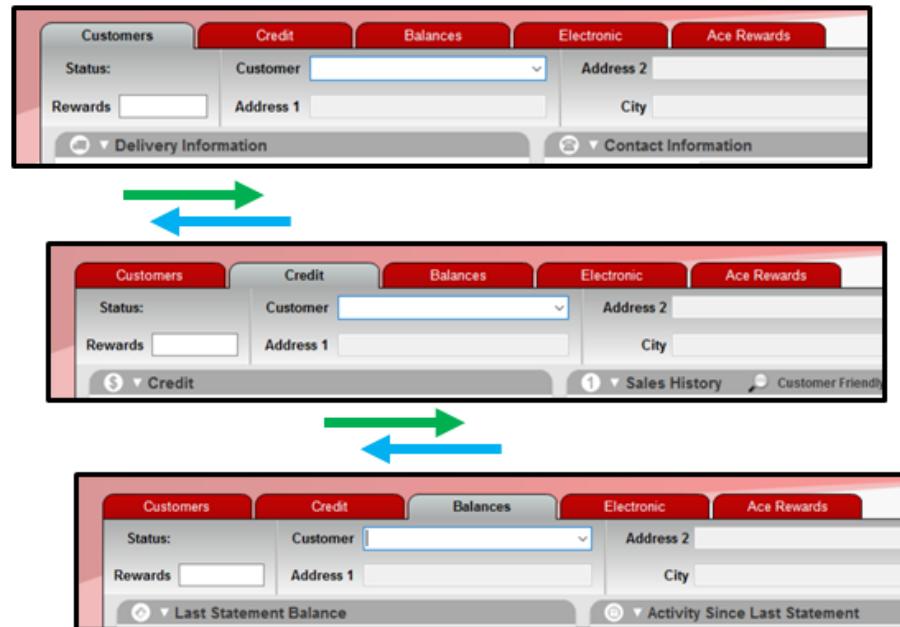 Customers Credit Balances Electronic Ace Rewards
Status: Customer Address 2
Rewards Address 1 City
Delivery Information Contact Information
Customers Credit Balances Electronic Ace Rewards
Status: Customer Address 2
Rewards Address 1 City
$ Credit 1 Sales History Customer Friendly
Customers Credit Balances Electronic Ace Rewards
Status: Customer Address 2
Rewards Address 1 City
Last Statement Balance Activity Since Last Statement